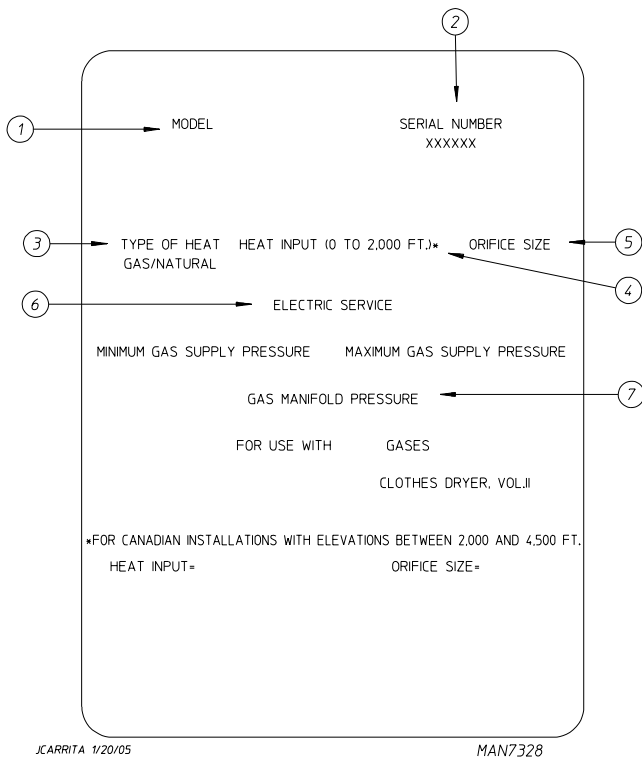 2
1
MODEL SERIAL NUMBER
XXXXXX
3 TYPE OF HEAT HEAT INPUT (0 TO 2,000 FT.)* ORIFICE SIZE 5
GAS/NATURAL
4
6 ELECTRIC SERVICE
MINIMUM GAS SUPPLY PRESSURE MAXIMUM GAS SUPPLY PRESSURE
GAS MANIFOLD PRESSURE 7
FOR USE WITH GASES
CLOTHES DRYER, VOL.II
*FOR CANADIAN INSTALLATIONS WITH ELEVATIONS BETWEEN 2,000 AND 4,500 FT.
HEAT INPUT= ORIFICE SIZE=
JCARRITA 1/20/05 MAN7328